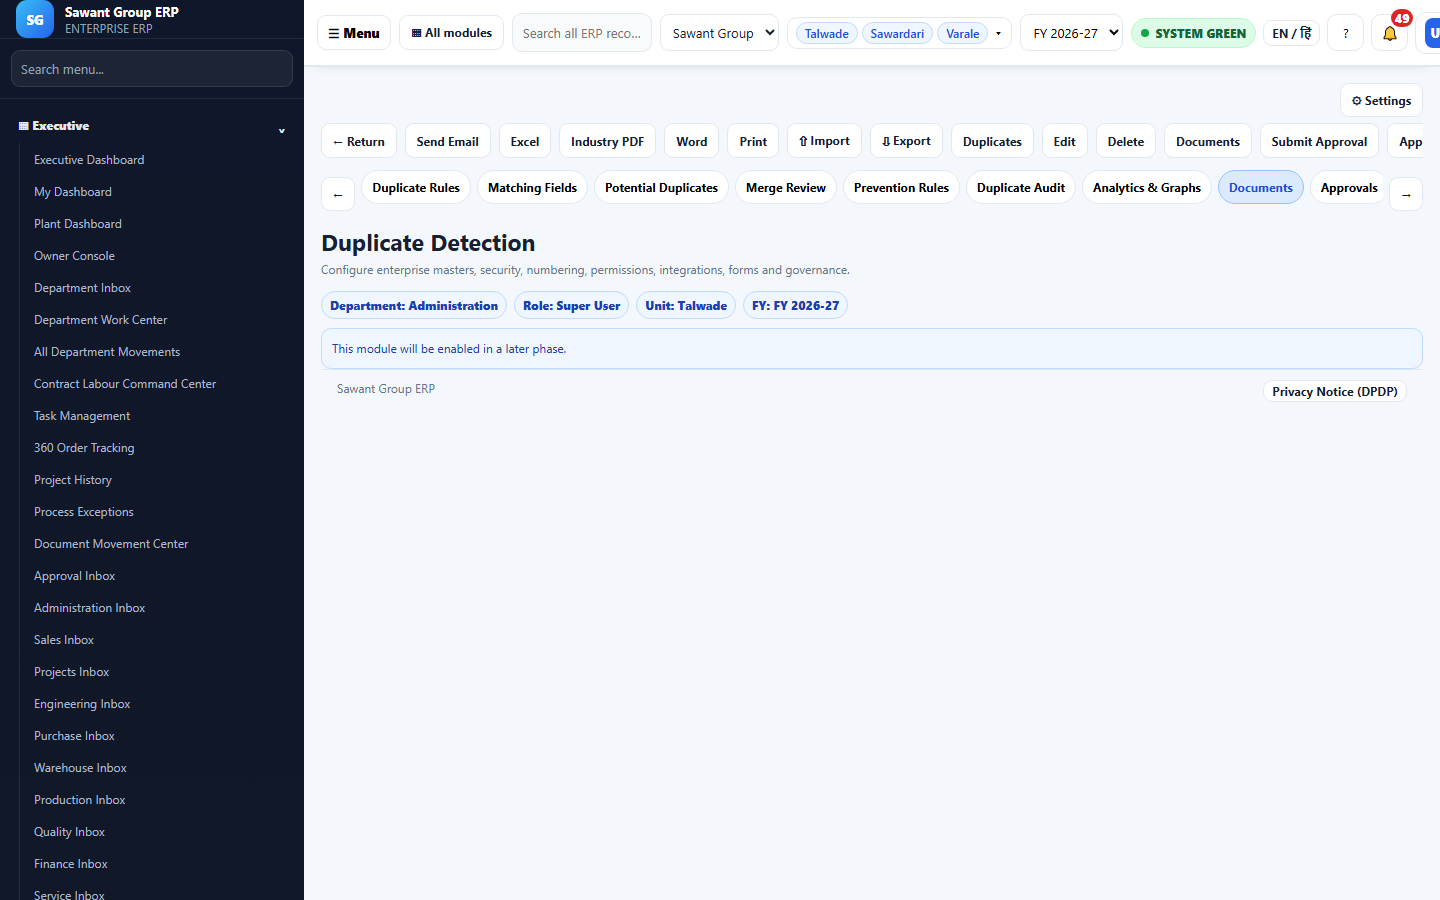 SG
Sawant Group ERP
ENTERPRISE ERP
☰ Menu
▦ All modules
Search all ERP reco...
Sawant Group
Talwade
Sawardari
Varale
FY 2026-27
SYSTEM GREEN
EN / हिं
?
49
Search menu...
⚙ Settings
▦ Executive
Executive Dashboard
My Dashboard
Plant Dashboard
Owner Console
Department Inbox
Department Work Center
All Department Movements
Contract Labour Command Center
Task Management
360 Order Tracking
Project History
Process Exceptions
Document Movement Center
Approval Inbox
Administration Inbox
Sales Inbox
Projects Inbox
Engineering Inbox
Purchase Inbox
Warehouse Inbox
Production Inbox
Quality Inbox
Finance Inbox
Service Inbox
← Return
Send Email
Excel
Industry PDF
Word
Print
⇧ Import
⇩ Export
Duplicates
Edit
Delete
Documents
Submit Approval
App
←
Duplicate Rules
Matching Fields
Potential Duplicates
Merge Review
Prevention Rules
Duplicate Audit
Analytics & Graphs
Documents
Approvals
→
Duplicate Detection
Configure enterprise masters, security, numbering, permissions, integrations, forms and governance.
Department: Administration
Role: Super User
Unit: Talwade
FY: FY 2026-27
This module will be enabled in a later phase.
Sawant Group ERP
Privacy Notice (DPDP)